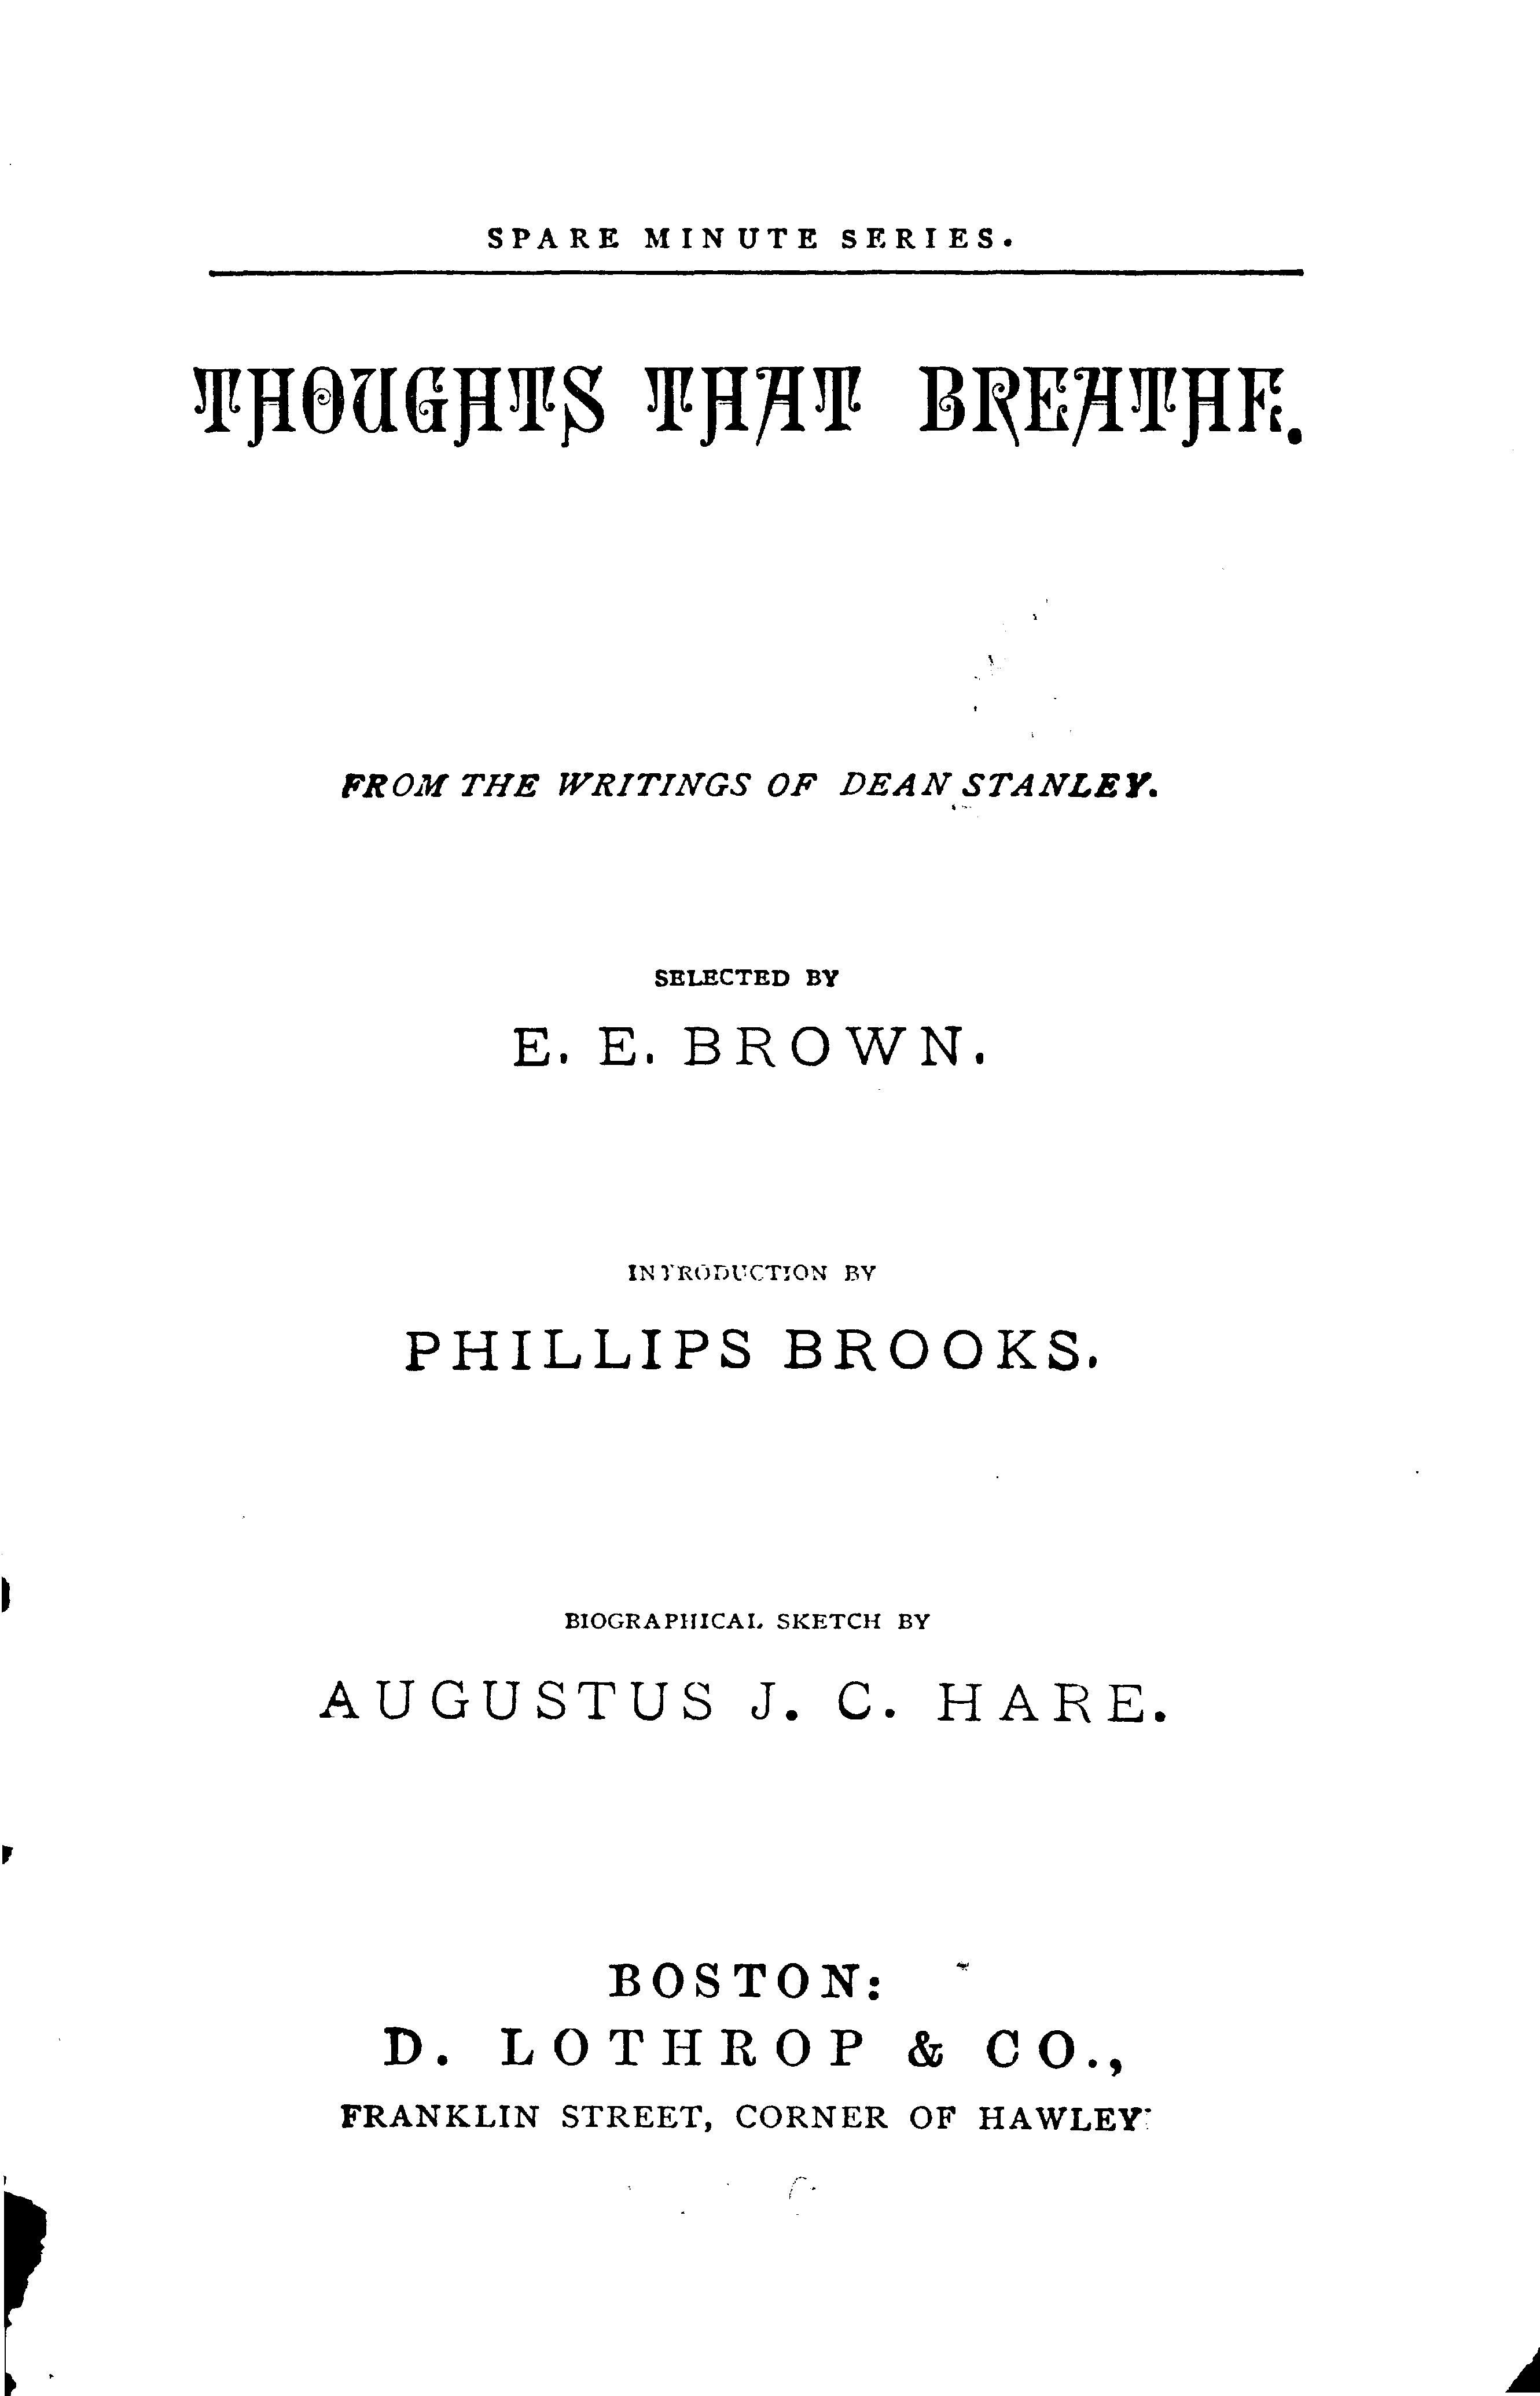 SPARE MINUTE SERIES.
THOUGHTS THAT BREATHE.
FROM THE WRITINGS OF DEAN STANLEY.
SELECTED BY
E. E. BROWN.
INTRODUCTION BY
PHILLIPS BROOKS.
BIOGRAPHICAL SKETCH BY
AUGUSTUS J. C. HARE.
BOSTON:
D. LOTHROP & CO.,
FRANKLIN STREET, CORNER OF HAWLEY